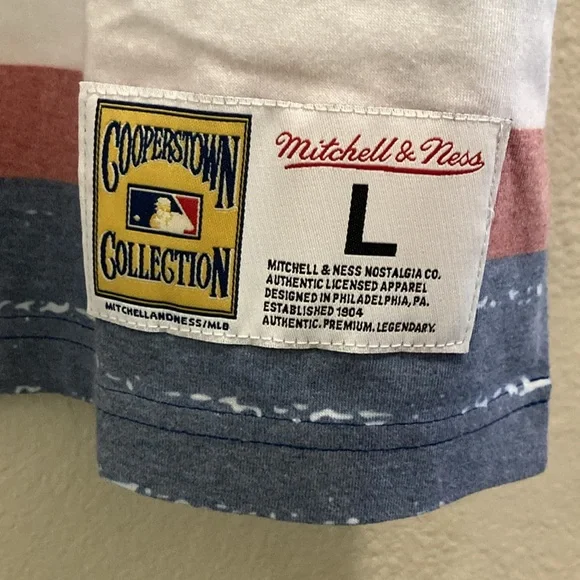 COOPERSTOWN
COLLECTION
MITCHELLANDNESS/MLB
Mitchell & Ness
L
MITCHELL & NESS NOSTALGIA CO.
AUTHENTIC LICENSED APPAREL
DESIGNED IN PHILADELPHIA, PA.
ESTABLISHED 1904
AUTHENTIC. PREMIUM. LEGENDARY.